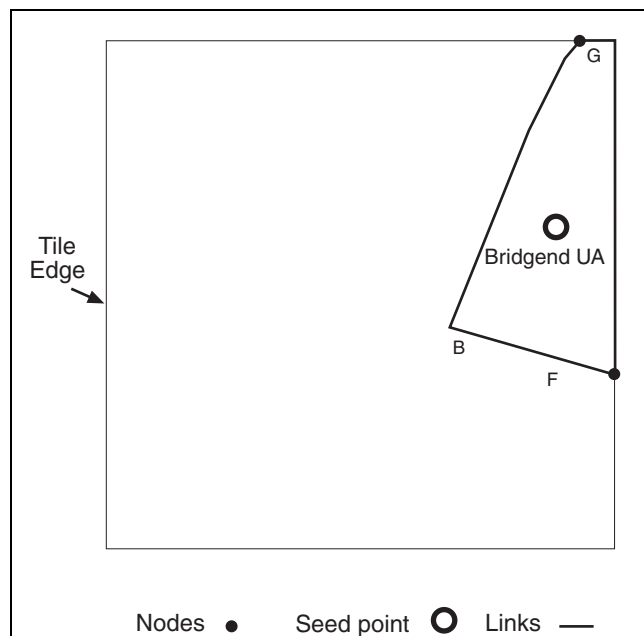 G
Tile
Edge
Bridgend UA
B
F
Nodes Seed point Links